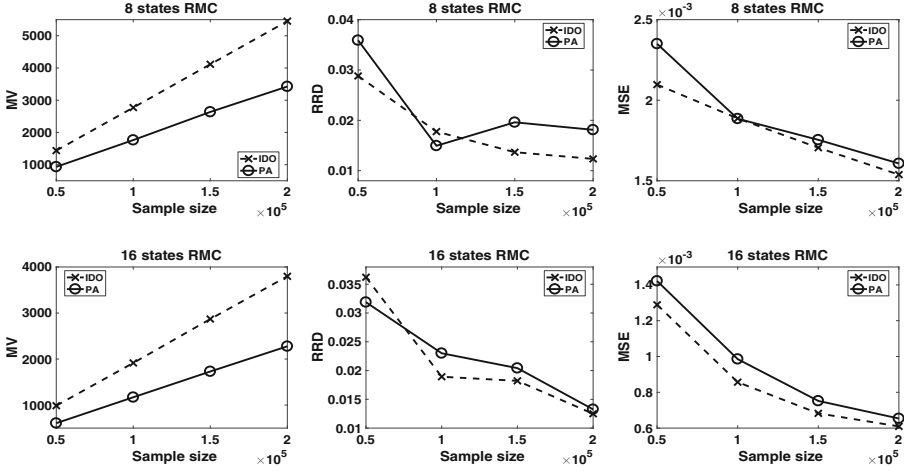 8 states RMC
MV
5000
4000
3000
2000
1000
0.5
1
1.5
2
Sample size
× 10^5
IDO
PA
8 states RMC
RRD
0.04
0.03
0.02
0.01
0.5
1
1.5
2
Sample size
× 10^5
IDO
PA
× 10^-3
8 states RMC
MSE
2.5
2
1.5
0.5
1
1.5
2
Sample size
× 10^5
IDO
PA
16 states RMC
MV
4000
3000
2000
1000
0.5
1
1.5
2
Sample size
× 10^5
IDO
PA
16 states RMC
RRD
0.035
0.03
0.025
0.02
0.015
0.01
0.5
1
1.5
2
Sample size
× 10^5
IDO
PA
× 10^-3
16 states RMC
MSE
1.4
1.2
1
0.8
0.6
0.5
1
1.5
2
Sample size
× 10^5
IDO
PA